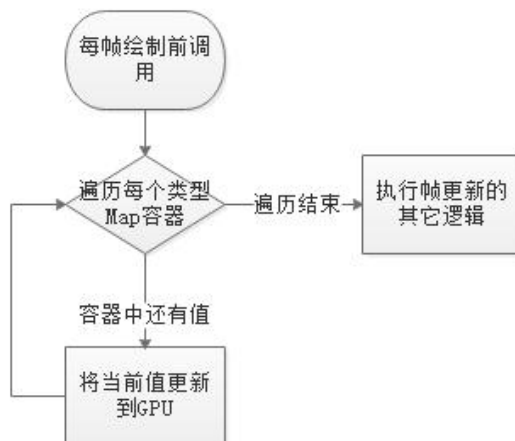 每帧绘制前调
用
遍历每个类型
Map容器
遍历结束
执行帧更新的
其它逻辑
容器中还有值
将当前值更新
到GPU